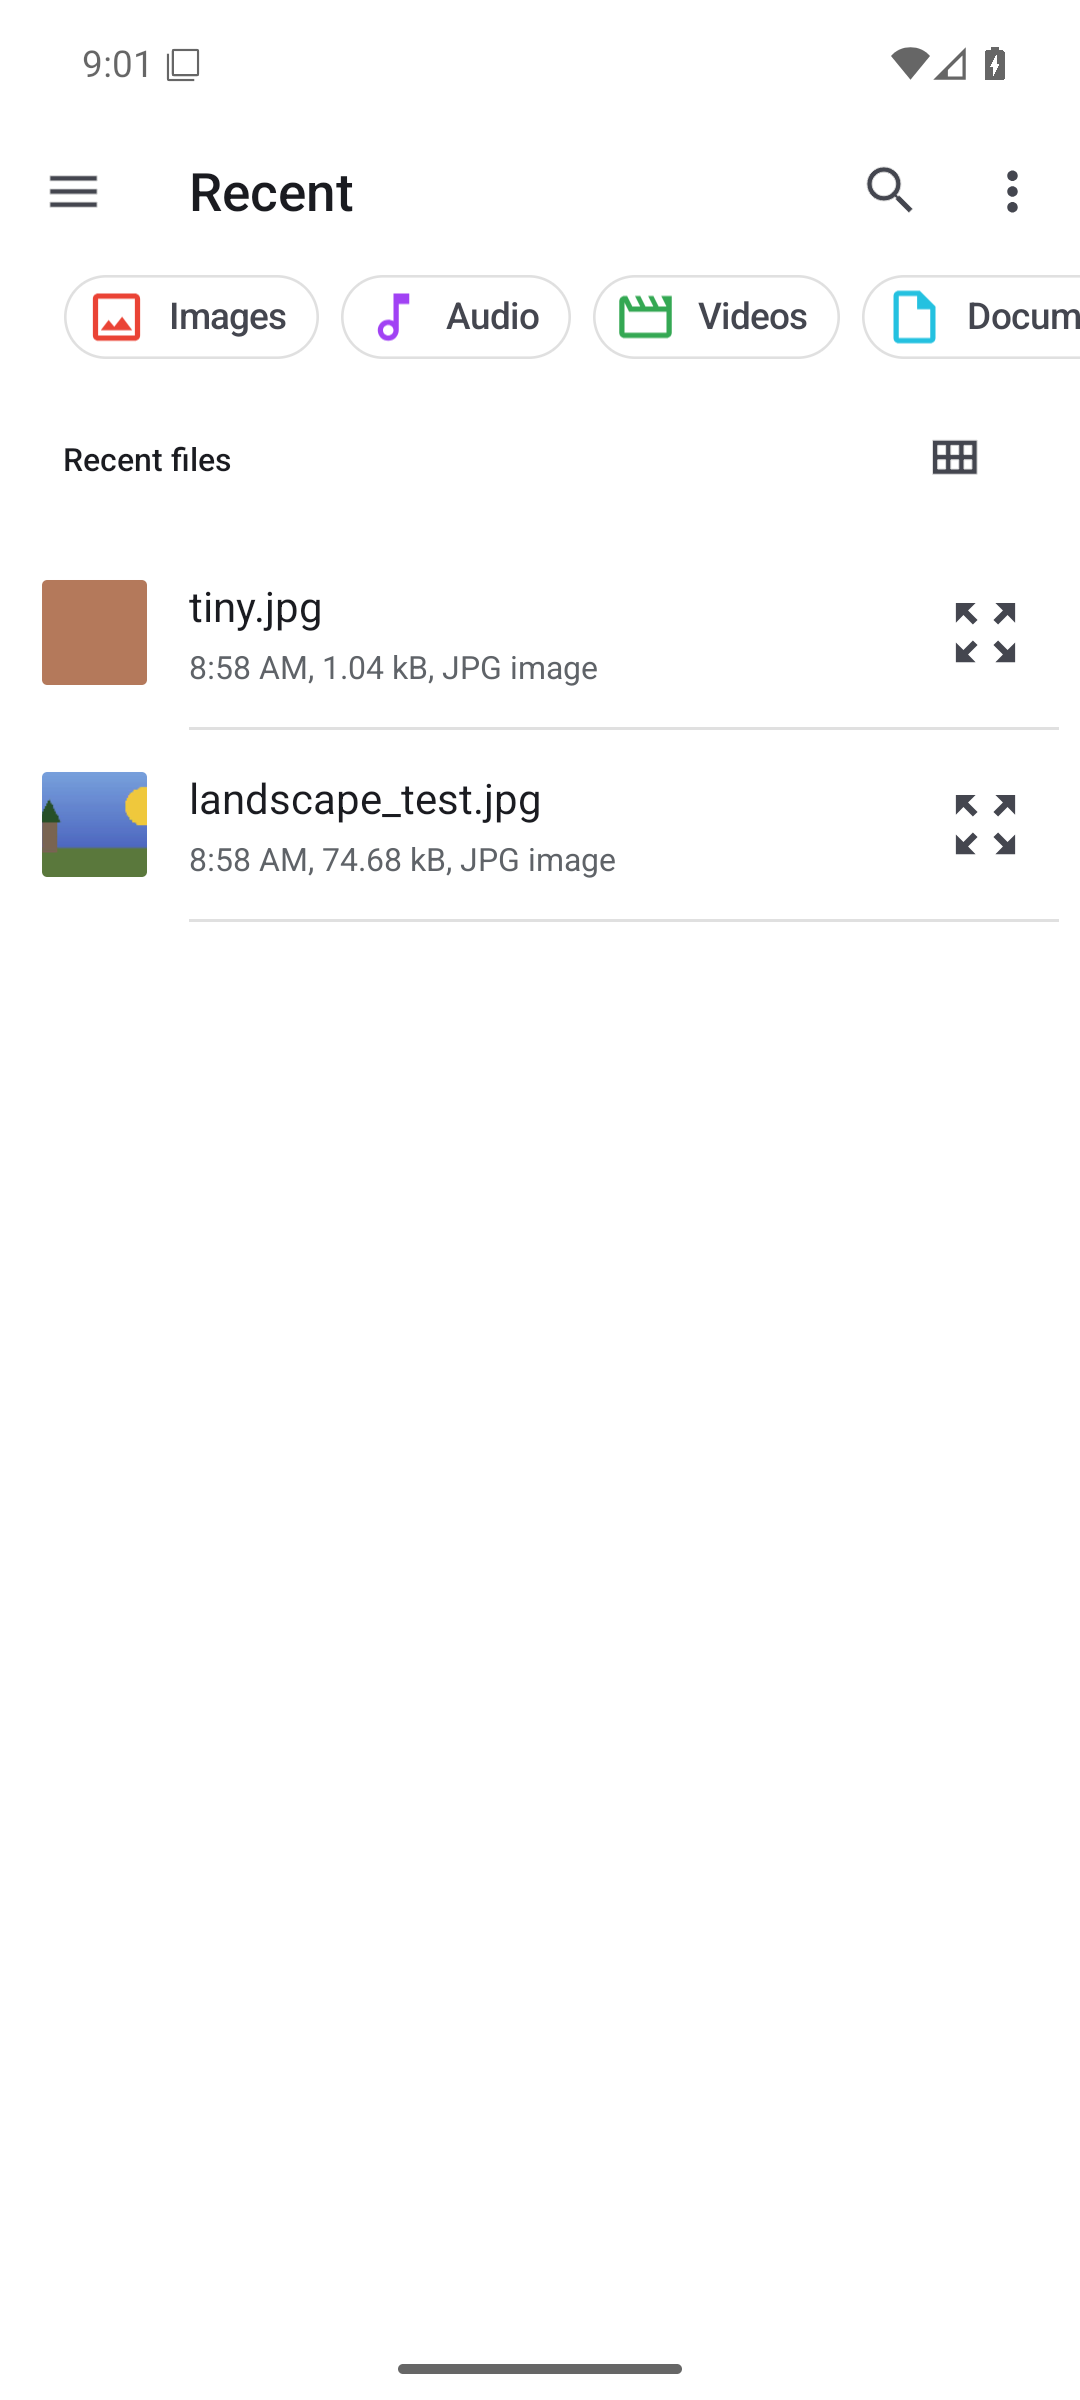 9:01
Recent
Images
Audio
Videos
Docum
Recent files
tiny.jpg
8:58 AM, 1.04 kB, JPG image
landscape_test.jpg
8:58 AM, 74.68 kB, JPG image